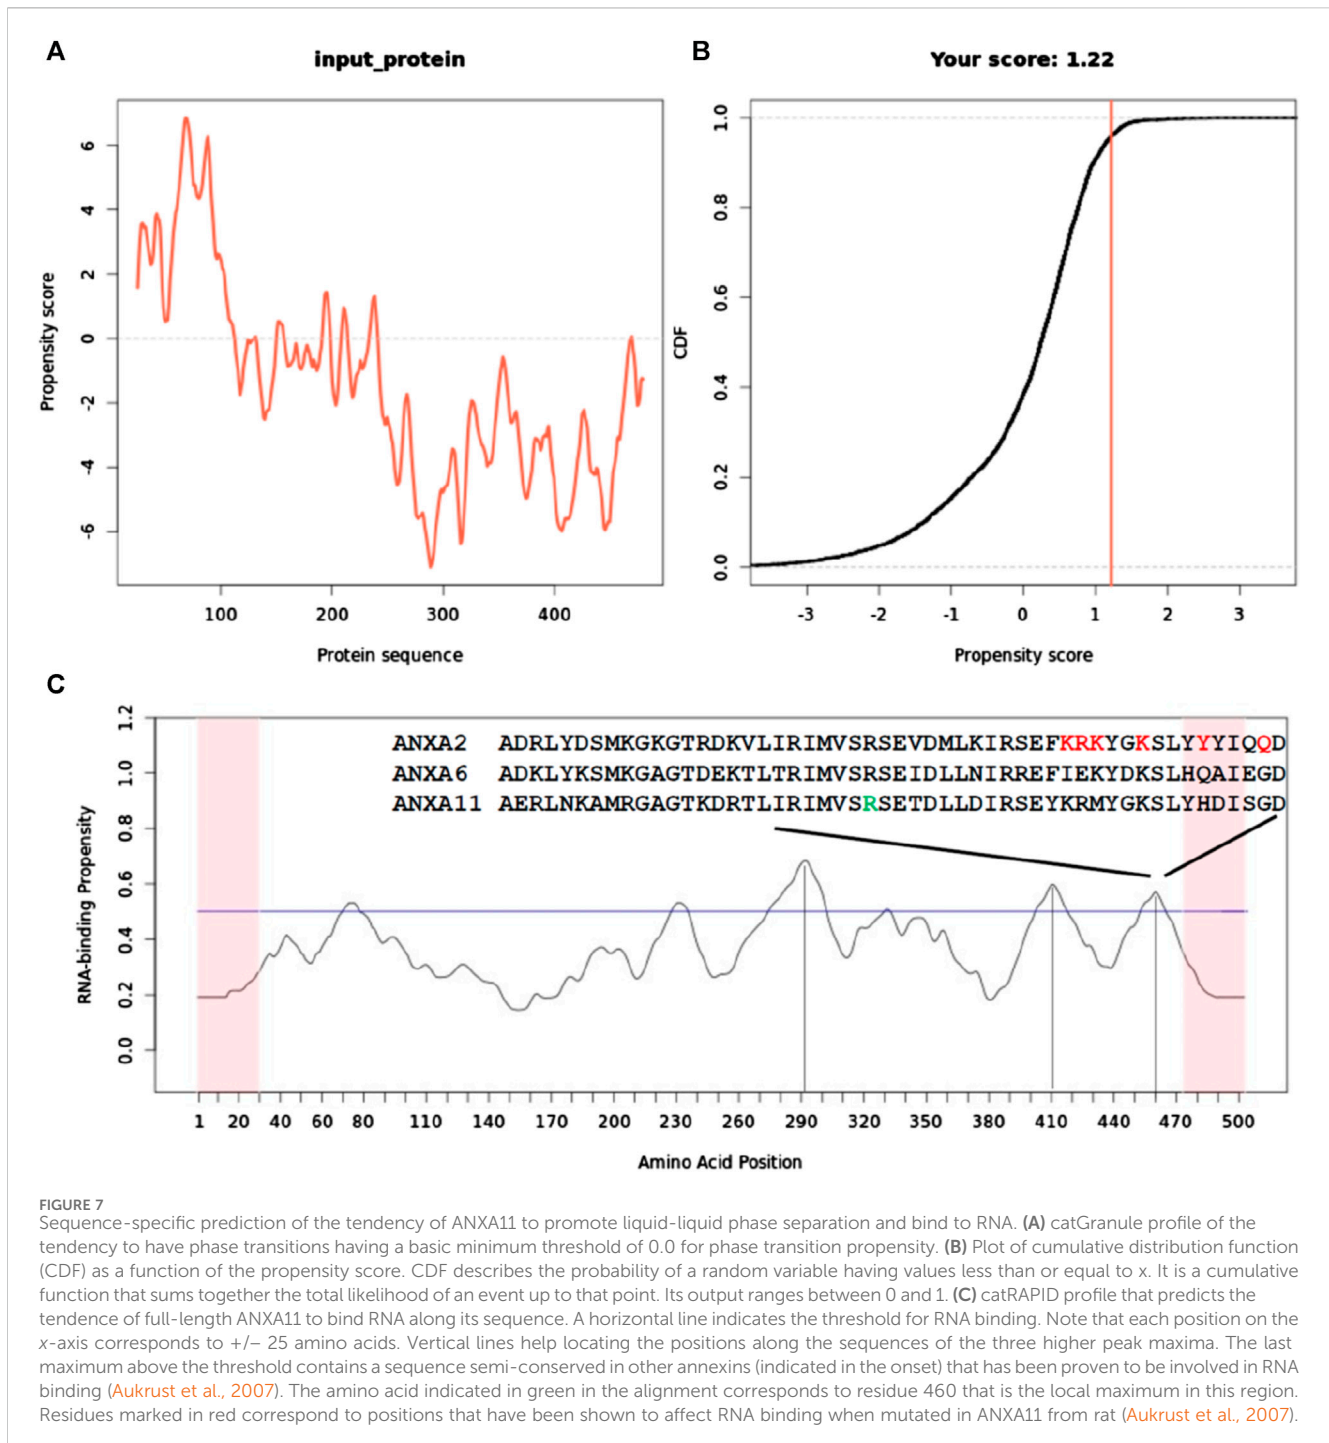 A
input_protein
Propensity score
6
4
2
0
-2
-4
-6
100 200 300 400
Protein sequence
B
Your score: 1.22
CDF
1.0
0.8
0.6
0.4
0.2
0.0
-3 -2 -1 0 1 2 3
Propensity score
C
RNA-binding Propensity
1.2
1.0
0.8
0.6
0.4
0.2
0.0
ANXA2 ADRLYDSMKGKGTRDKVLIRIMVSRSEVDMLKIRSEFKRKYGKSLYYYIQQD
ANXA6 ADKLYKSMKGAGTDEKTLTRIMVSRSEIDLLNIRREFIEKYDKSLHQAIEGD
ANXA11 AERLNKAMRGAGTKDRTLIRIMVSRSETDLLDIRSEYKRMYGKSLYHDISGD
1 20 40 60 80 110 140 170 200 230 260 290 320 350 380 410 440 470 500
Amino Acid Position
FIGURE 7
Sequence-specific prediction of the tendency of ANXA11 to promote liquid-liquid phase separation and bind to RNA. (A) catGranule profile of the
tendency to have phase transitions having a basic minimum threshold of 0.0 for phase transition propensity. (B) Plot of cumulative distribution function
(CDF) as a function of the propensity score. CDF describes the probability of a random variable having values less than or equal to x. It is a cumulative
function that sums together the total likelihood of an event up to that point. Its output ranges between 0 and 1. (C) catRAPID profile that predicts the
tendence of full-length ANXA11 to bind RNA along its sequence. A horizontal line indicates the threshold for RNA binding. Note that each position on the
x-axis corresponds to +/− 25 amino acids. Vertical lines help locating the positions along the sequences of the three higher peak maxima. The last
maximum above the threshold contains a sequence semi-conserved in other annexins (indicated in the onset) that has been proven to be involved in RNA
binding (Aukrust et al., 2007). The amino acid indicated in green in the alignment corresponds to residue 460 that is the local maximum in this region.
Residues marked in red correspond to positions that have been shown to affect RNA binding when mutated in ANXA11 from rat (Aukrust et al., 2007).